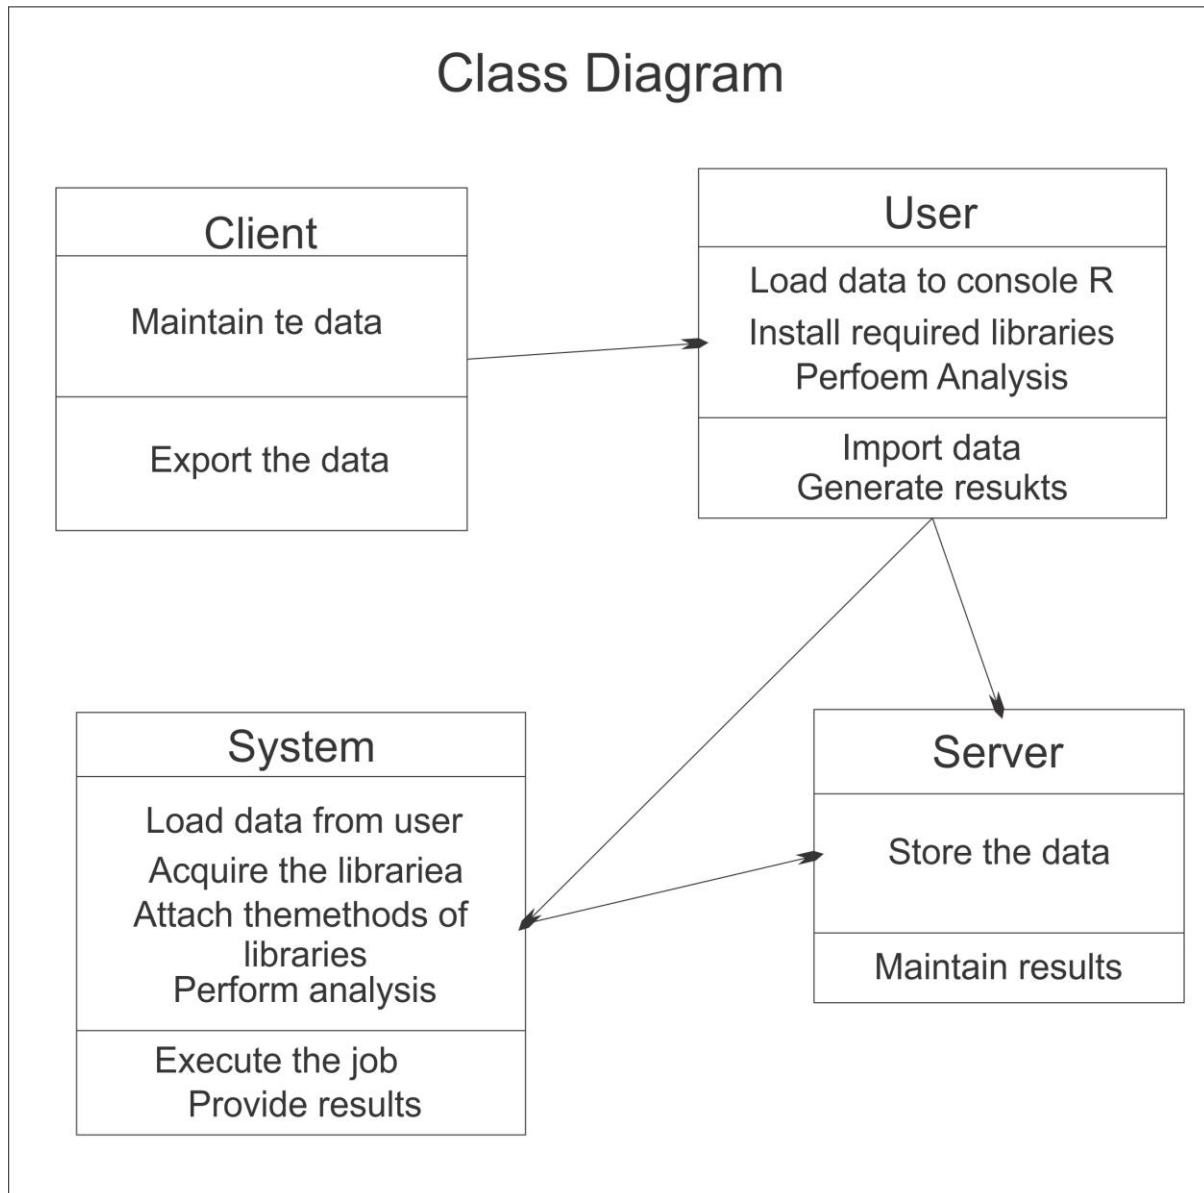 Class Diagram
Client
Maintain te data
Export the data
User
Load data to console R
Install required libraries
Perfoem Analysis
Import data
Generate resukts
System
Load data from user
Acquire the librariea
Attach themethods of
libraries
Perform analysis
Execute the job
Provide results
Server
Store the data
Maintain results